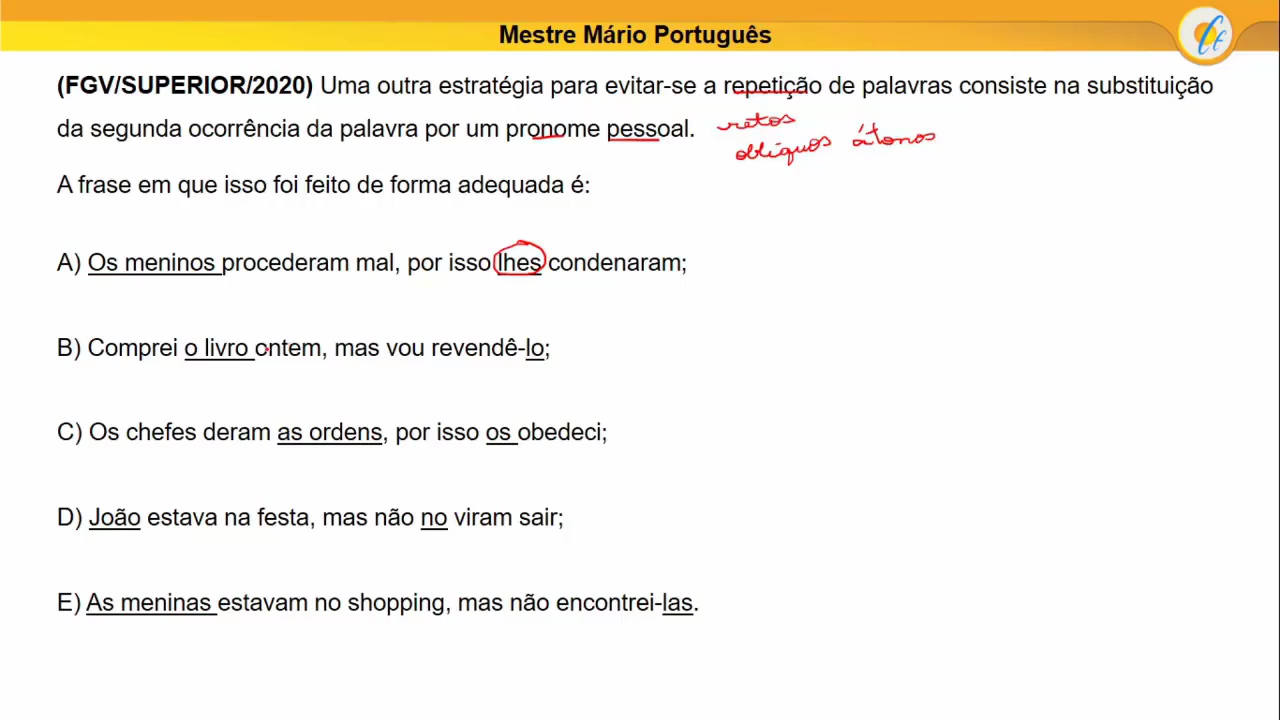 Mestre Mário Português
(FGV/SUPERIOR/2020) Uma outra estratégia para evitar-se a repetição de palavras consiste na substituição
da segunda ocorrência da palavra por um pronome pessoal.
retos
oblíquos átonos
A frase em que isso foi feito de forma adequada é:
A) Os meninos procederam mal, por isso lhes condenaram;
B) Comprei o livro ontem, mas vou revendê-lo;
C) Os chefes deram as ordens, por isso os obedeci;
D) João estava na festa, mas não no viram sair;
E) As meninas estavam no shopping, mas não encontrei-las.